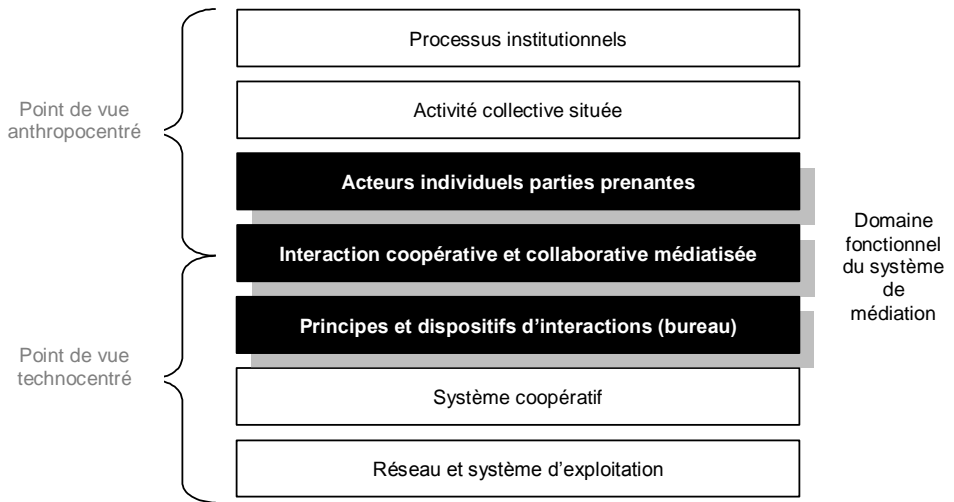 Processus institutionnels
Point de vue
anthropocentré
Activité collective située
Acteurs individuels parties prenantes
Interaction coopérative et collaborative médiatisée
Principes et dispositifs d'interactions (bureau)
Domaine
fonctionnel
du système
de
médiation
Point de vue
technocentré
Système coopératif
Réseau et système d'exploitation